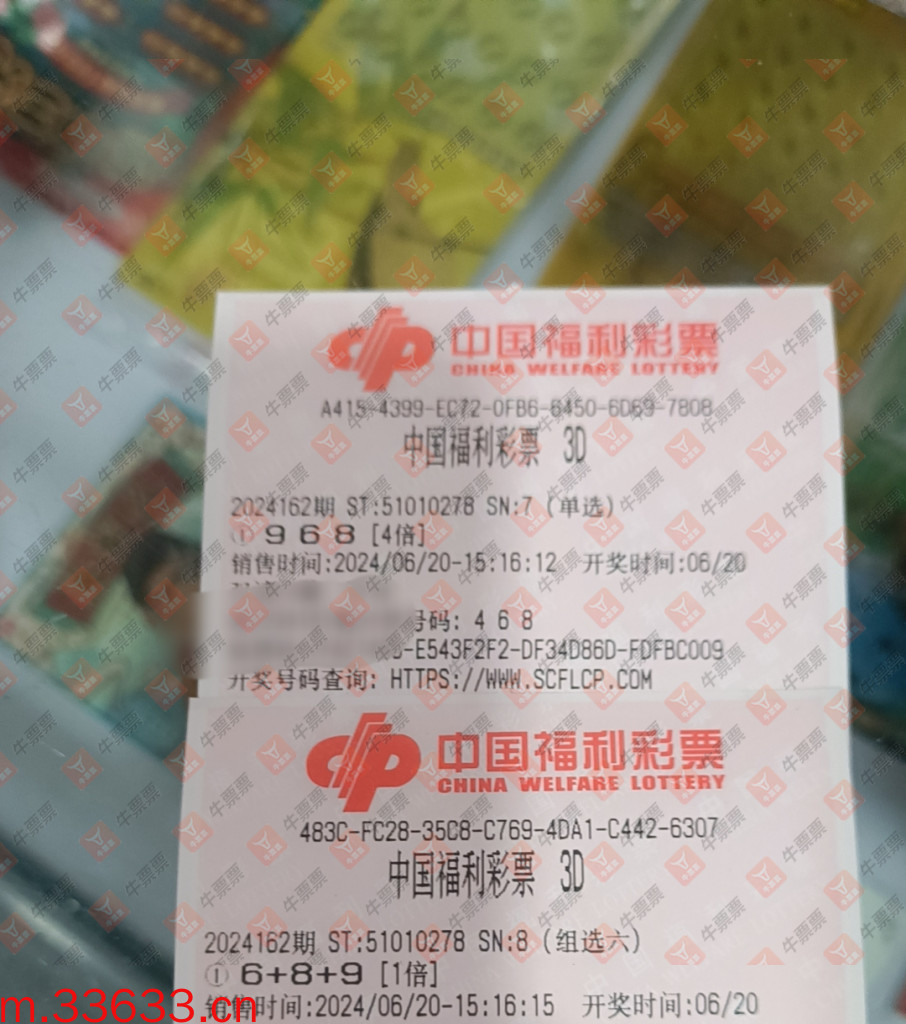 中国福利彩票
CHINA WELFARE LOTTERY
A415-4399-EC72-0FB6-6450-6D69-7808
中国福利彩票 3D
2024162期 ST:51010278 SN:7 (单选)
① 9 6 8 [4倍]
销售时间:2024/06/20-15:16:12 开奖时间:06/20
号码: 4 6 8
-E543F2F2-DF34D86D-FDFBC009
开奖号码查询: HTTPS://WWW.SCFLCP.COM
中国福利彩票
CHINA WELFARE LOTTERY
483C-FC28-35C8-C769-4DA1-C442-6307
中国福利彩票 3D
2024162期 ST:51010278 SN:8 (组选六)
① 6+8+9 [1倍]
销售时间:2024/06/20-15:16:15 开奖时间:06/20
m.33633.cn
牛票票